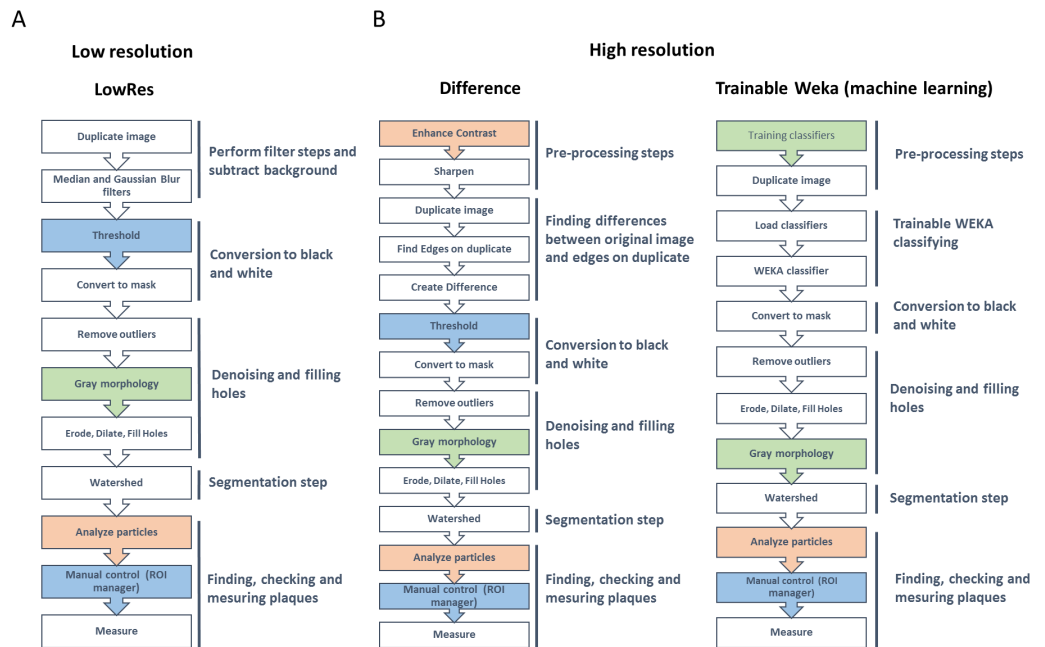 A
Low resolution
LowRes
Duplicate image
Median and Gaussian Blur
filters
Perform filter steps and
subtract background
Threshold
Convert to mask
Conversion to black
and white
Remove outliers
Gray morphology
Erode, Dilate, Fill Holes
Denoising and filling
holes
Watershed
Segmentation step
Analyze particles
Manual control (ROI
manager)
Measure
Finding, checking and
mesuring plaques
B
High resolution
Difference
Enhance Contrast
Sharpen
Pre-processing steps
Duplicate image
Find Edges on duplicate
Create Difference
Finding differences
between original image
and edges on duplicate
Threshold
Convert to mask
Conversion to black
and white
Remove outliers
Gray morphology
Erode, Dilate, Fill Holes
Denoising and filling
holes
Watershed
Segmentation step
Analyze particles
Manual control (ROI
manager)
Measure
Finding, checking and
mesuring plaques
Trainable Weka (machine learning)
Training classifiers
Duplicate image
Pre-processing steps
Load classifiers
WEKA classifier
Trainable WEKA
classifying
Convert to mask
Conversion to black
and white
Remove outliers
Erode, Dilate, Fill Holes
Gray morphology
Denoising and filling
holes
Watershed
Segmentation step
Analyze particles
Manual control (ROI
manager)
Measure
Finding, checking and
mesuring plaques